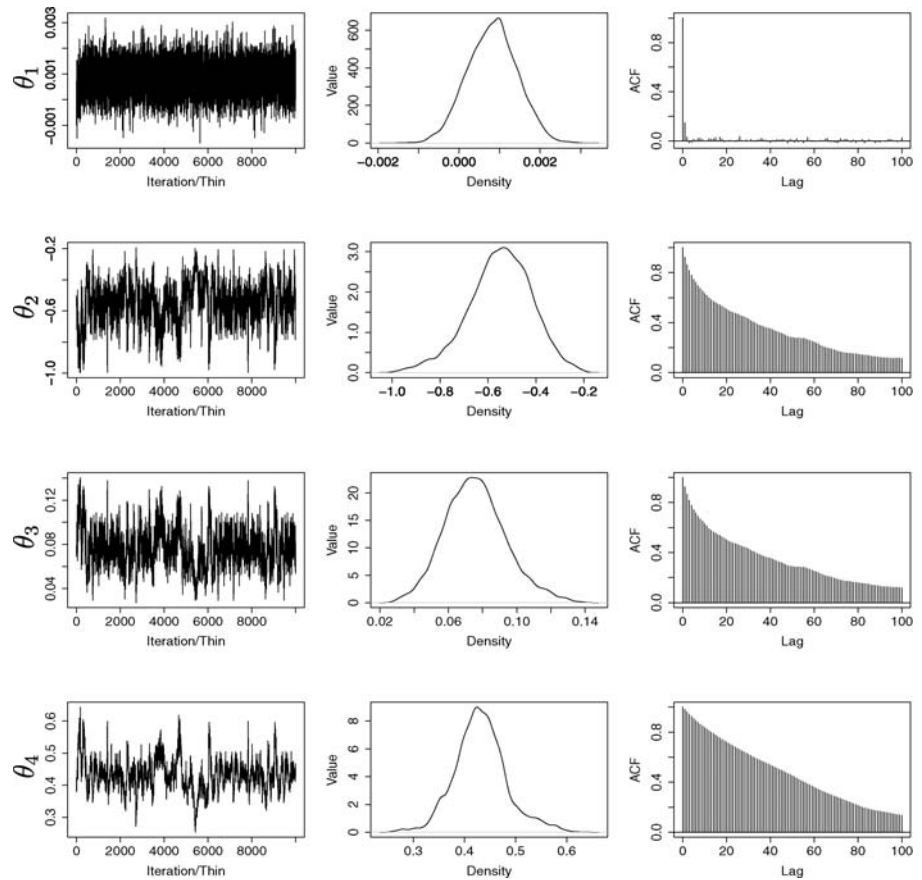 θ1
0.003
0.001
−0.001
0 2000 4000 6000 8000
Iteration/Thin
Value
600
400
200
0
−0.002 0.000 0.002
Density
ACF
0.8
0.4
0.0
0 20 40 60 80 100
Lag
θ2
−0.2
−0.6
−1.0
0 2000 4000 6000 8000
Iteration/Thin
Value
3.0
2.0
1.0
0.0
−1.0 −0.8 −0.6 −0.4 −0.2
Density
ACF
0.8
0.4
0.0
0 20 40 60 80 100
Lag
θ3
0.12
0.08
0.04
0 2000 4000 6000 8000
Iteration/Thin
Value
20
15
10
5
0
0.02 0.06 0.10 0.14
Density
ACF
0.8
0.4
0.0
0 20 40 60 80 100
Lag
θ4
0.6
0.5
0.4
0.3
0 2000 4000 6000 8000
Iteration/Thin
Value
8
6
4
2
0
0.3 0.4 0.5 0.6
Density
ACF
0.8
0.4
0.0
0 20 40 60 80 100
Lag